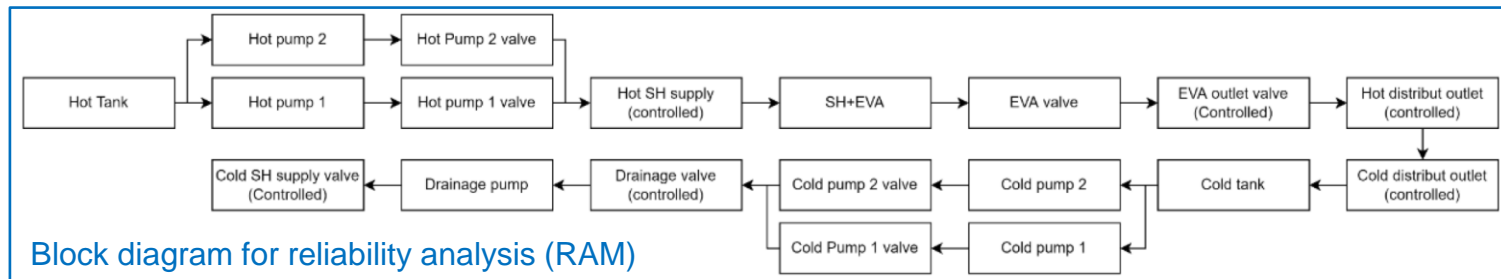 Hot pump 2
Hot Pump 2 valve
Hot Tank
Hot pump 1
Hot pump 1 valve
Hot SH supply
(controlled)
SH+EVA
EVA valve
EVA outlet valve
(Controlled)
Hot distribut outlet
(controlled)
Cold SH supply valve
(Controlled)
Drainage pump
Drainage valve
(controlled)
Cold pump 2 valve
Cold pump 2
Cold tank
Cold distribut outlet
(controlled)
Cold Pump 1 valve
Cold pump 1
Block diagram for reliability analysis (RAM)